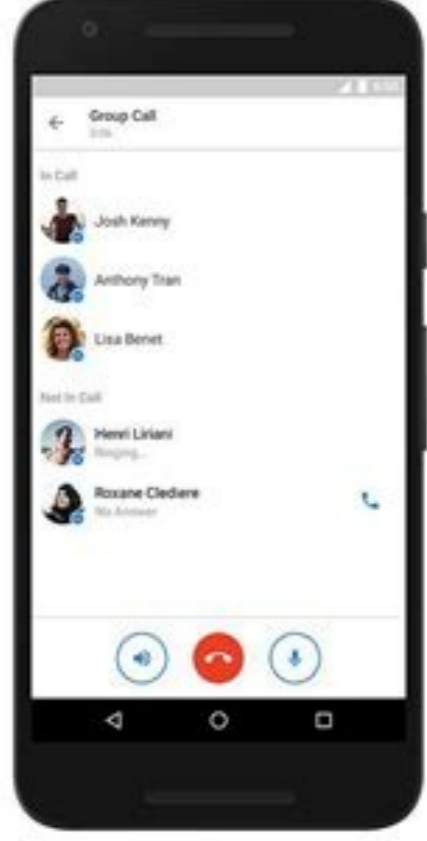 Group Call
In Call
Josh Kenny
Anthony Tran
Lisa Benet
Not In Call
Henri Liriani
Ringing...
Roxane Clediere
No Answer